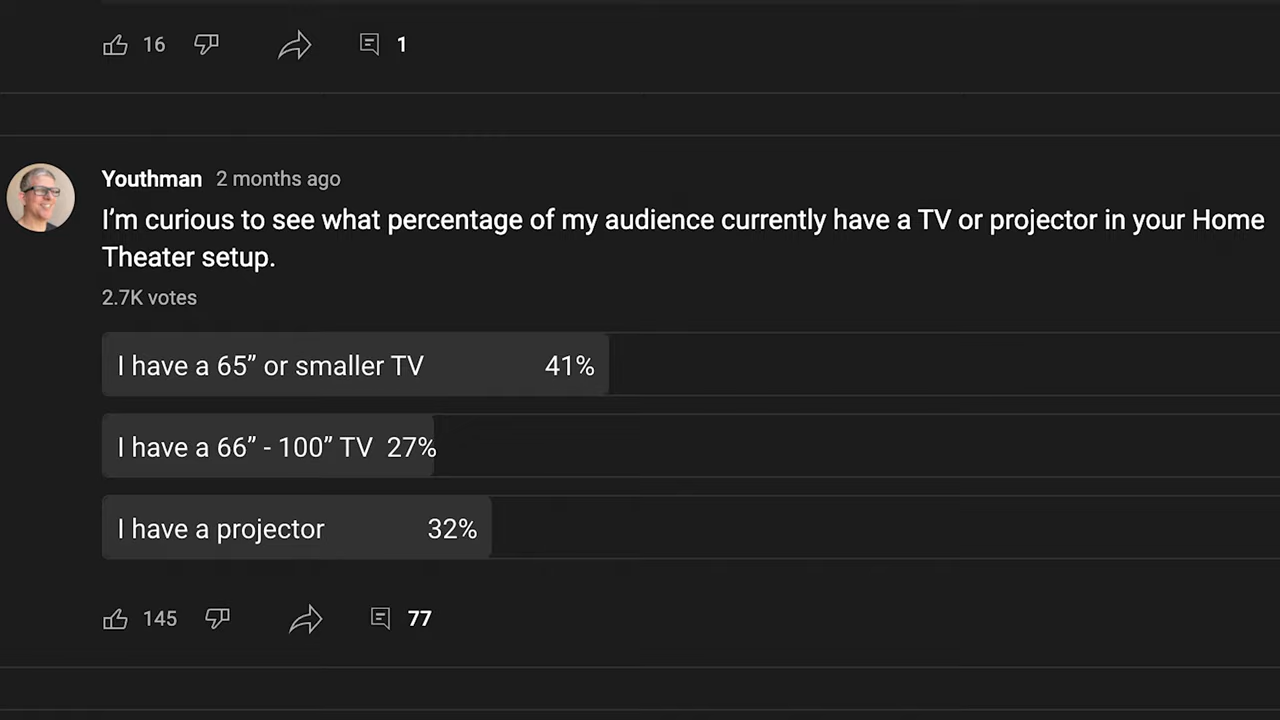 16 1
Youthman 2 months ago
I’m curious to see what percentage of my audience currently have a TV or projector in your Home
Theater setup.
2.7K votes
I have a 65” or smaller TV 41%
I have a 66” - 100” TV 27%
I have a projector 32%
145 77